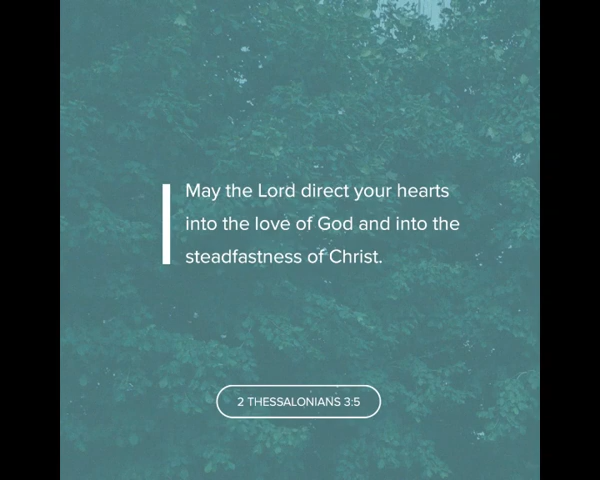 May the Lord direct your hearts
into the love of God and into the
steadfastness of Christ.
2 THESSALONIANS 3:5